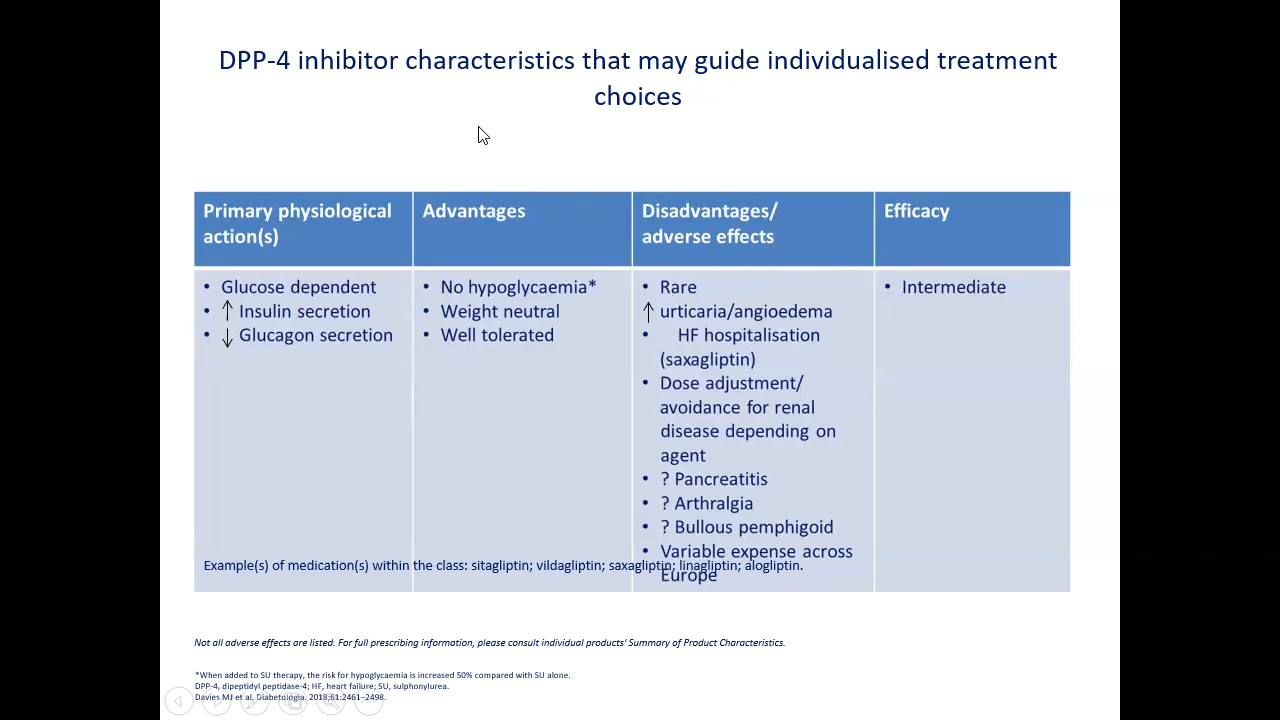 DPP-4 inhibitor characteristics that may guide individualised treatment
choices
Primary physiological
action(s)
Advantages
Disadvantages/
adverse effects
Efficacy
• Glucose dependent
• ↑ Insulin secretion
• ↓ Glucagon secretion
• No hypoglycaemia*
• Weight neutral
• Well tolerated
• Rare
↑ urticaria/angioedema
• HF hospitalisation
(saxagliptin)
• Dose adjustment/
avoidance for renal
disease depending on
agent
• ? Pancreatitis
• ? Arthralgia
• ? Bullous pemphigoid
• Variable expense across
Europe
• Intermediate
Example(s) of medication(s) within the class: sitagliptin; vildagliptin; saxagliptin; linagliptin; alogliptin.
Not all adverse effects are listed. For full prescribing information, please consult individual products' Summary of Product Characteristics.
*When added to SU therapy, the risk for hypoglycaemia is increased 50% compared with SU alone.
DPP-4, dipeptidyl peptidase-4; HF, heart failure; SU, sulphonylurea.
Davies MJ et al. Diabetologia. 2018;61:2461–2498.